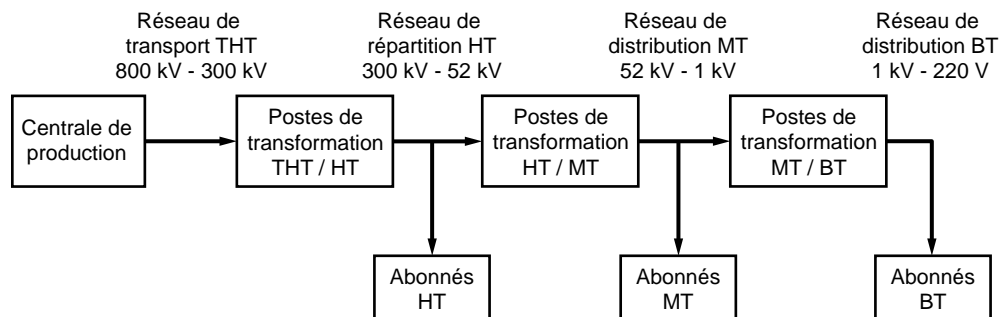 Réseau de
transport THT
800 kV - 300 kV
Réseau de
répartition HT
300 kV - 52 kV
Réseau de
distribution MT
52 kV - 1 kV
Réseau de
distribution BT
1 kV - 220 V
Centrale de
production
Postes de
transformation
THT / HT
Postes de
transformation
HT / MT
Postes de
transformation
MT / BT
Abonnés
HT
Abonnés
MT
Abonnés
BT